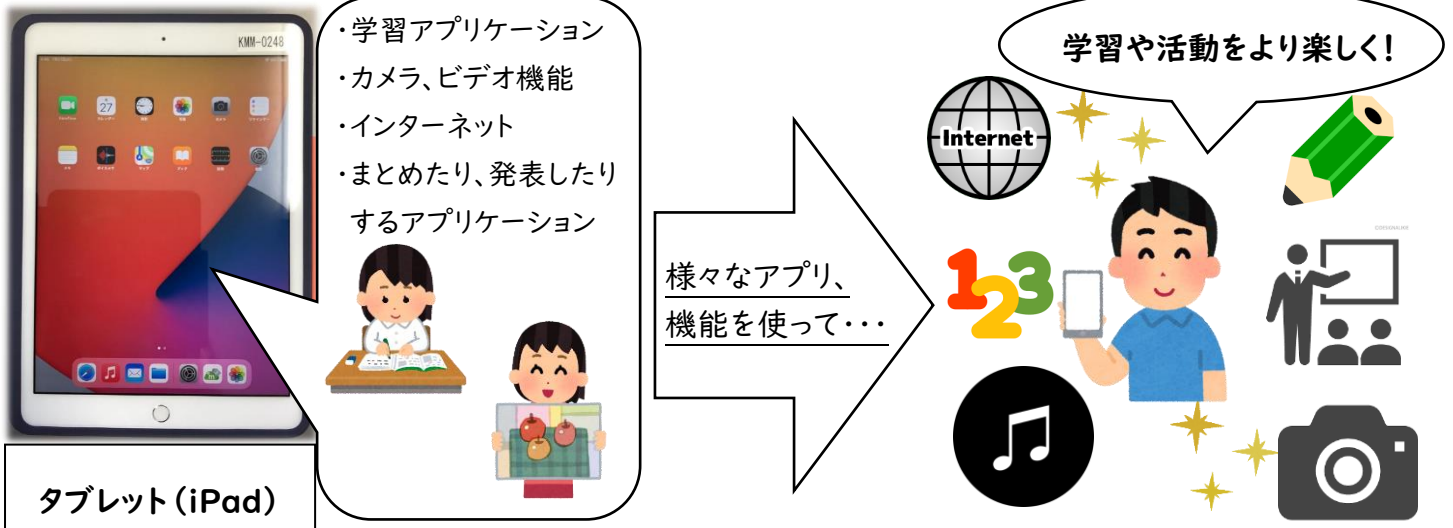 KMM-0248
27
タブレット(iPad)
・学習アプリケーション
・カメラ、ビデオ機能
・インターネット
・まとめたり、発表したり
するアプリケーション
様々なアプリ、
機能を使って・・・
学習や活動をより楽しく!
Internet
123